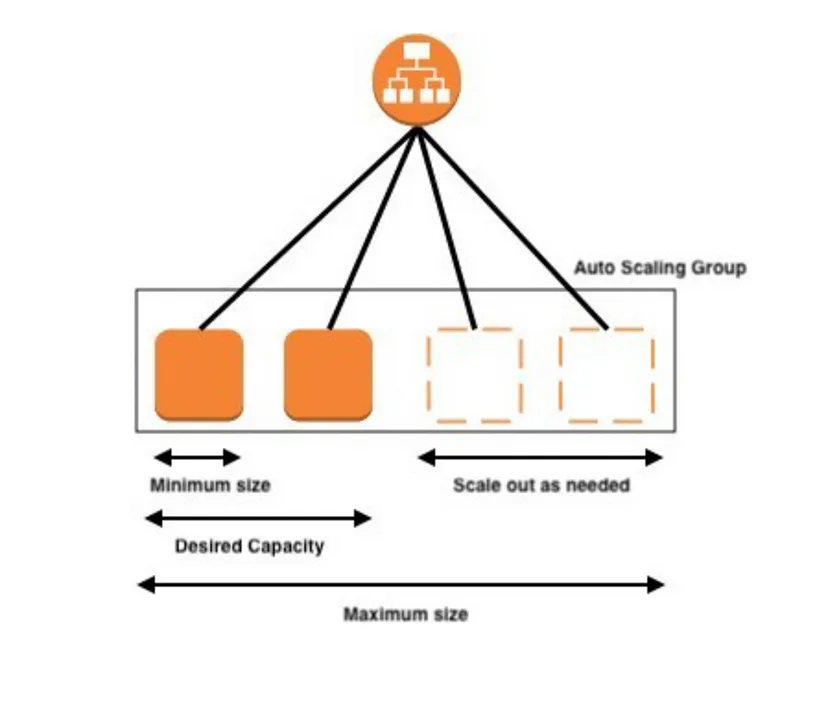 Auto Scaling Group
Minimum size
Scale out as needed
Desired Capacity
Maximum size